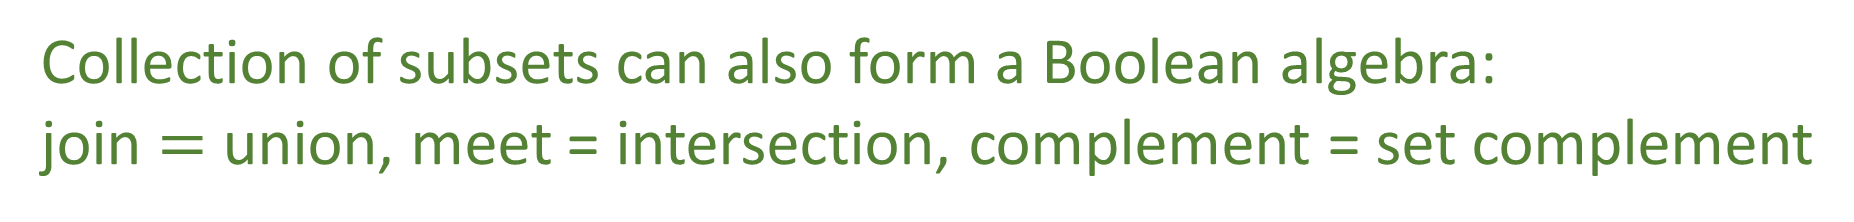 Collection of subsets can also form a Boolean algebra:
join = union, meet = intersection, complement = set complement